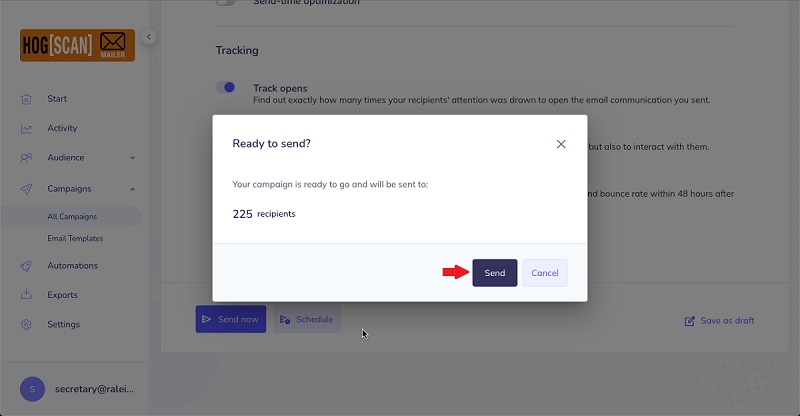 Send-time optimization
HOG[SCAN]
MAILER
Tracking
Start
Track opens
Find out exactly how many times your recipients' attention was drawn to open the email communication you sent.
Activity
Ready to send?
but also to interact with them.
Audience
Your campaign is ready to go and will be sent to:
Campaigns
nd bounce rate within 48 hours after
225 recipients
All Campaigns
Email Templates
Automations
Send
Cancel
Exports
Send now
Schedule
Save as draft
Settings
S
secretary@ralei...